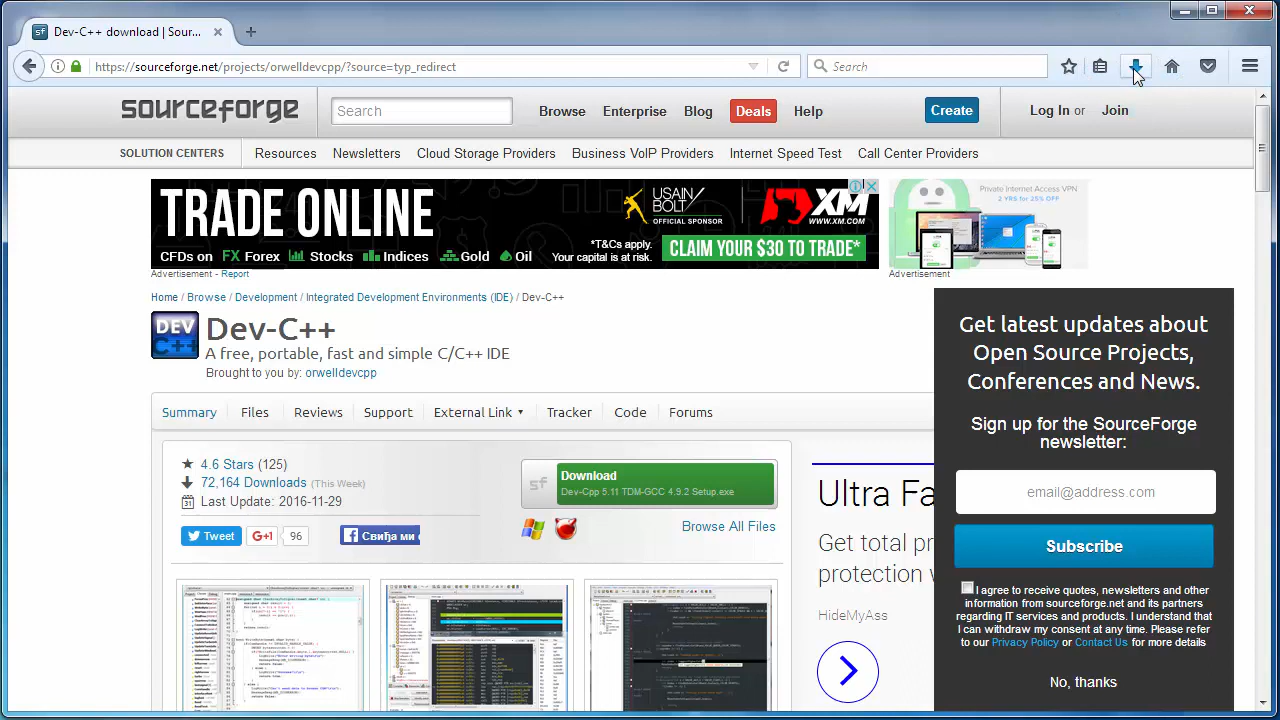 Dev-C++ download | Sour...
https://sourceforge.net/projects/orwelldevcpp/?source=typ_redirect
Search
sourceforge
Search
Browse
Enterprise
Blog
Deals
Help
Create
Log In or Join
SOLUTION CENTERS
Resources
Newsletters
Cloud Storage Providers
Business VoIP Providers
Internet Speed Test
Call Center Providers
TRADE ONLINE
CFDs on FX Forex
Indices
Gold
Oil
USAIN
BOLT
OFFICIAL SPONSOR
XM
WWW.XM.COM
*T&Cs apply.
Your capital is at risk.
CLAIM YOUR $30 TO TRADE*
Private Internet Access VPN
2 YRS for 25% OFF
Advertisement - Report
Advertisement
Home / Browse / Development / Integrated Development Environments (IDE) / Dev-C++
DEV
C++
Dev-C++
A free, portable, fast and simple C/C++ IDE
Brought to you by: orwelldevcpp
Summary
Files
Reviews
Support
External Link
Tracker
Code
Forums
4.6 Stars (125)
72,164 Downloads (This Week)
Last Update: 2016-11-29
Tweet
G+1
96
Свиђа ми с
sf
Download
Dev-Cpp 5.11 TDM-GCC 4.9.2 Setup.exe
Browse All Files
Ultra Fa
Get total pr
protection w
Get latest updates about
Open Source Projects,
Conferences and News.
Sign up for the SourceForge
newsletter:
email@address.com
Subscribe
I agree to receive quotes, newsletters and other
information from sourceforge.net and its partners
regarding IT services and products. I understand that I
can withdraw my consent at any time. Please refer to
our Privacy Policy or Contact Us for more details
No, thanks